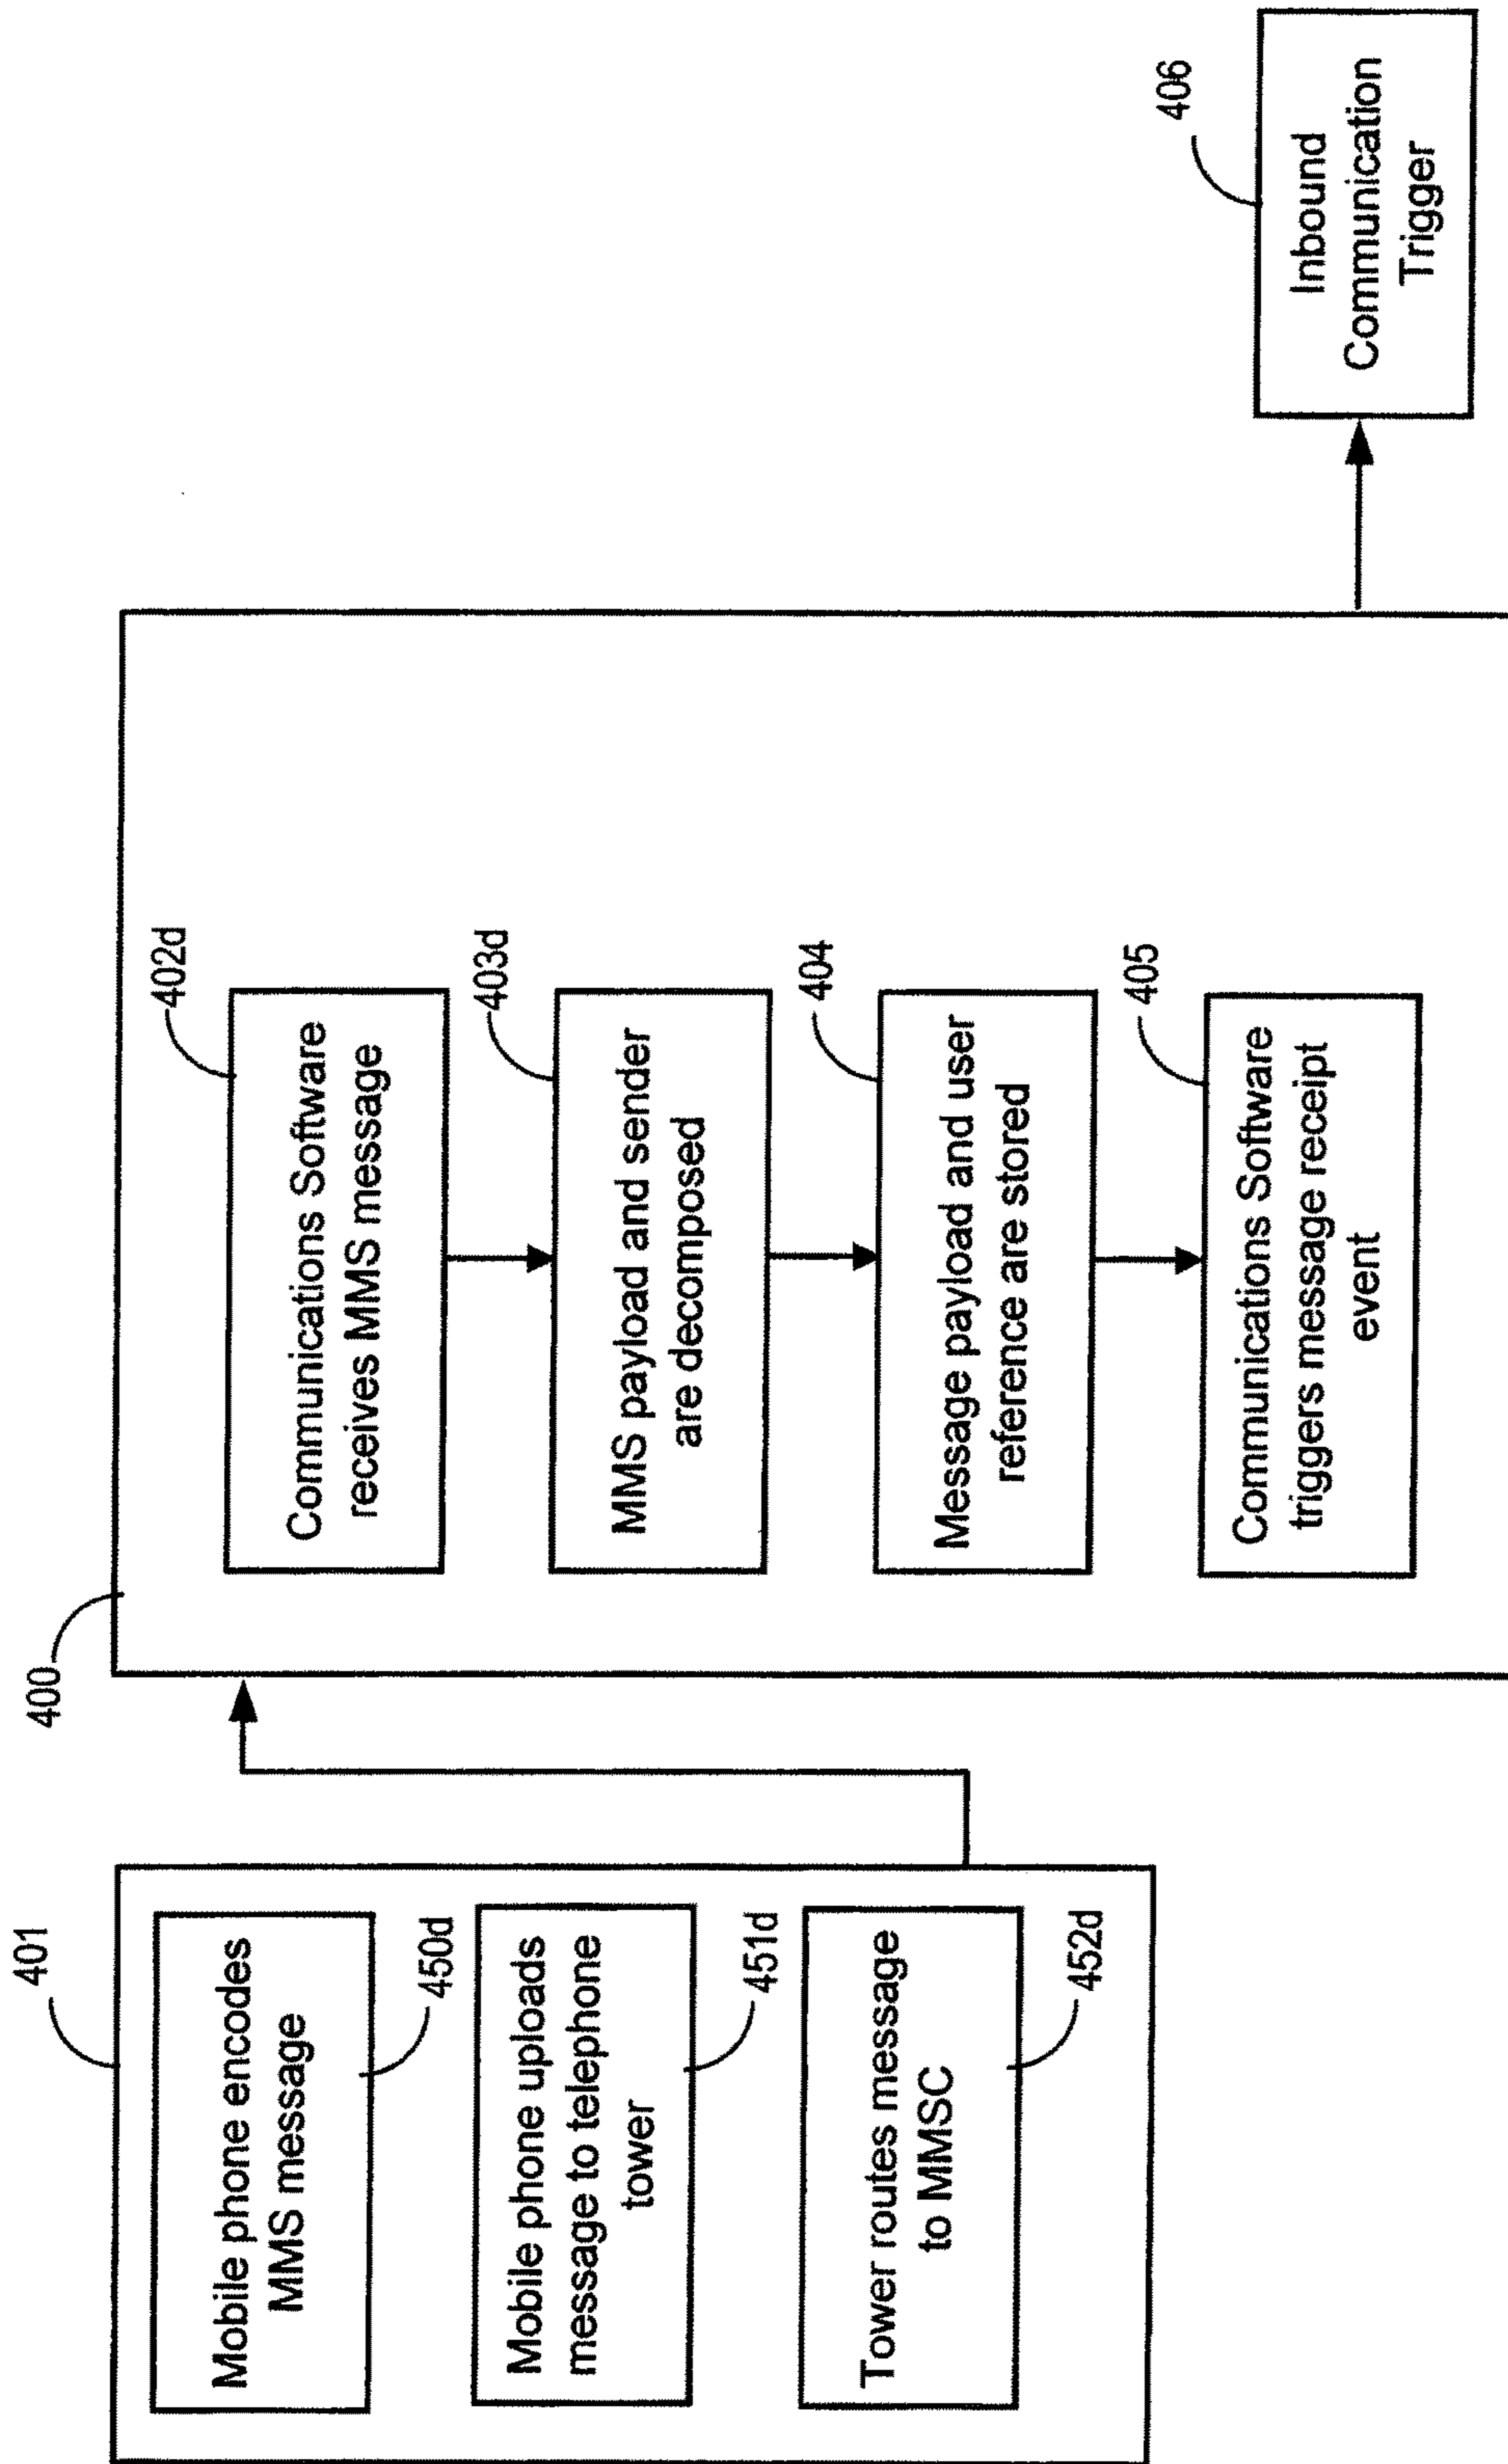 401
Mobile phone encodes
MMS message
450d
Mobile phone uploads
message to telephone
tower
451d
Tower routes message
to MMSC
452d
400
402d
Communications Software
receives MMS message
403d
MMS payload and sender
are decomposed
404
Message payload and user
reference are stored
405
Communications Software
triggers message receipt
event
406
Inbound
Communication
Trigger